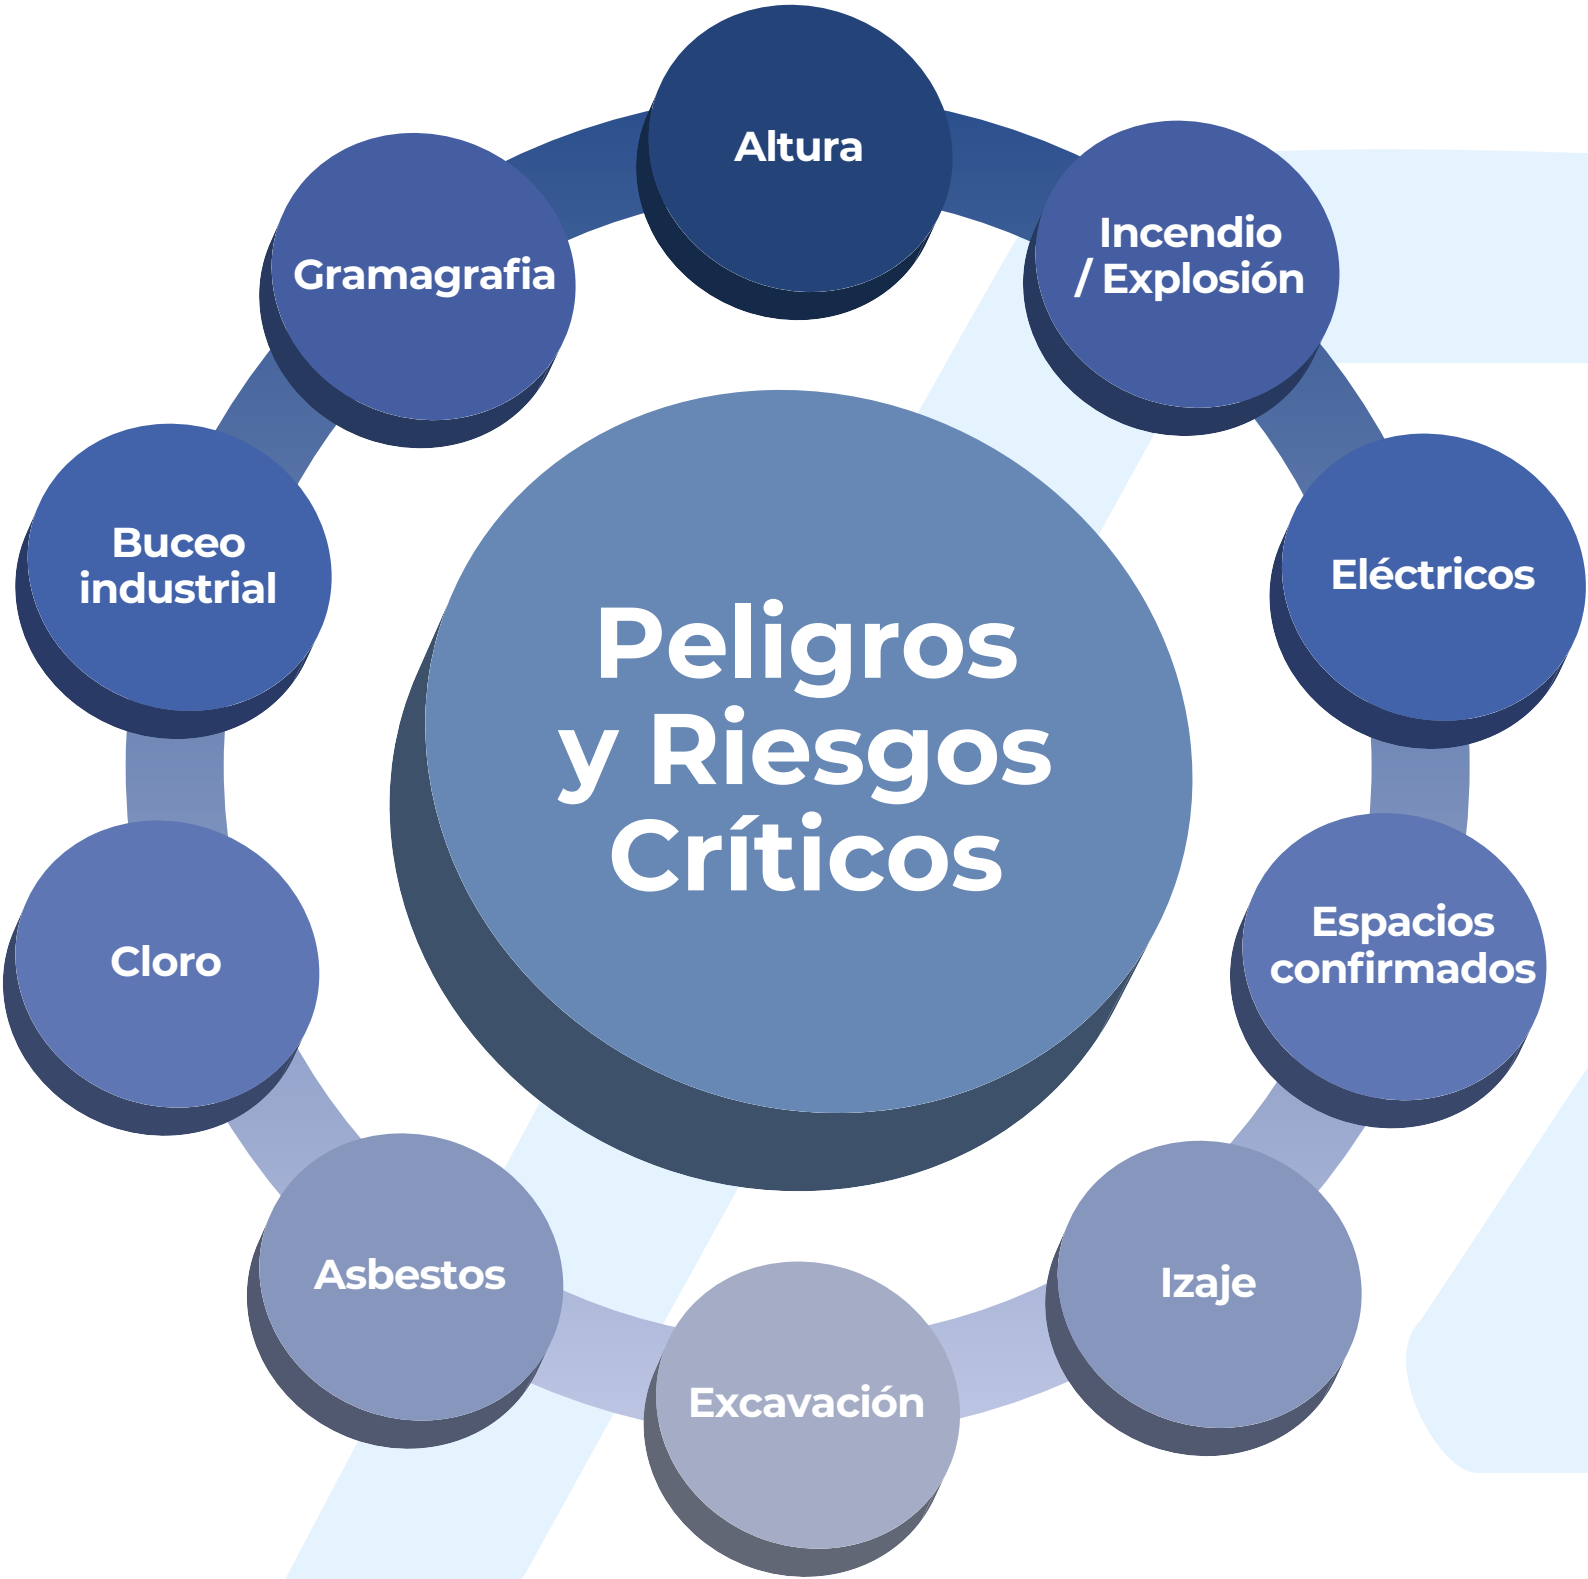 Altura
Incendio
/ Explosión
Gramagrafia
Eléctricos
Buceo
industrial
Peligros
y Riesgos
Críticos
Espacios
confirmados
Cloro
Asbestos
Izaje
Excavación